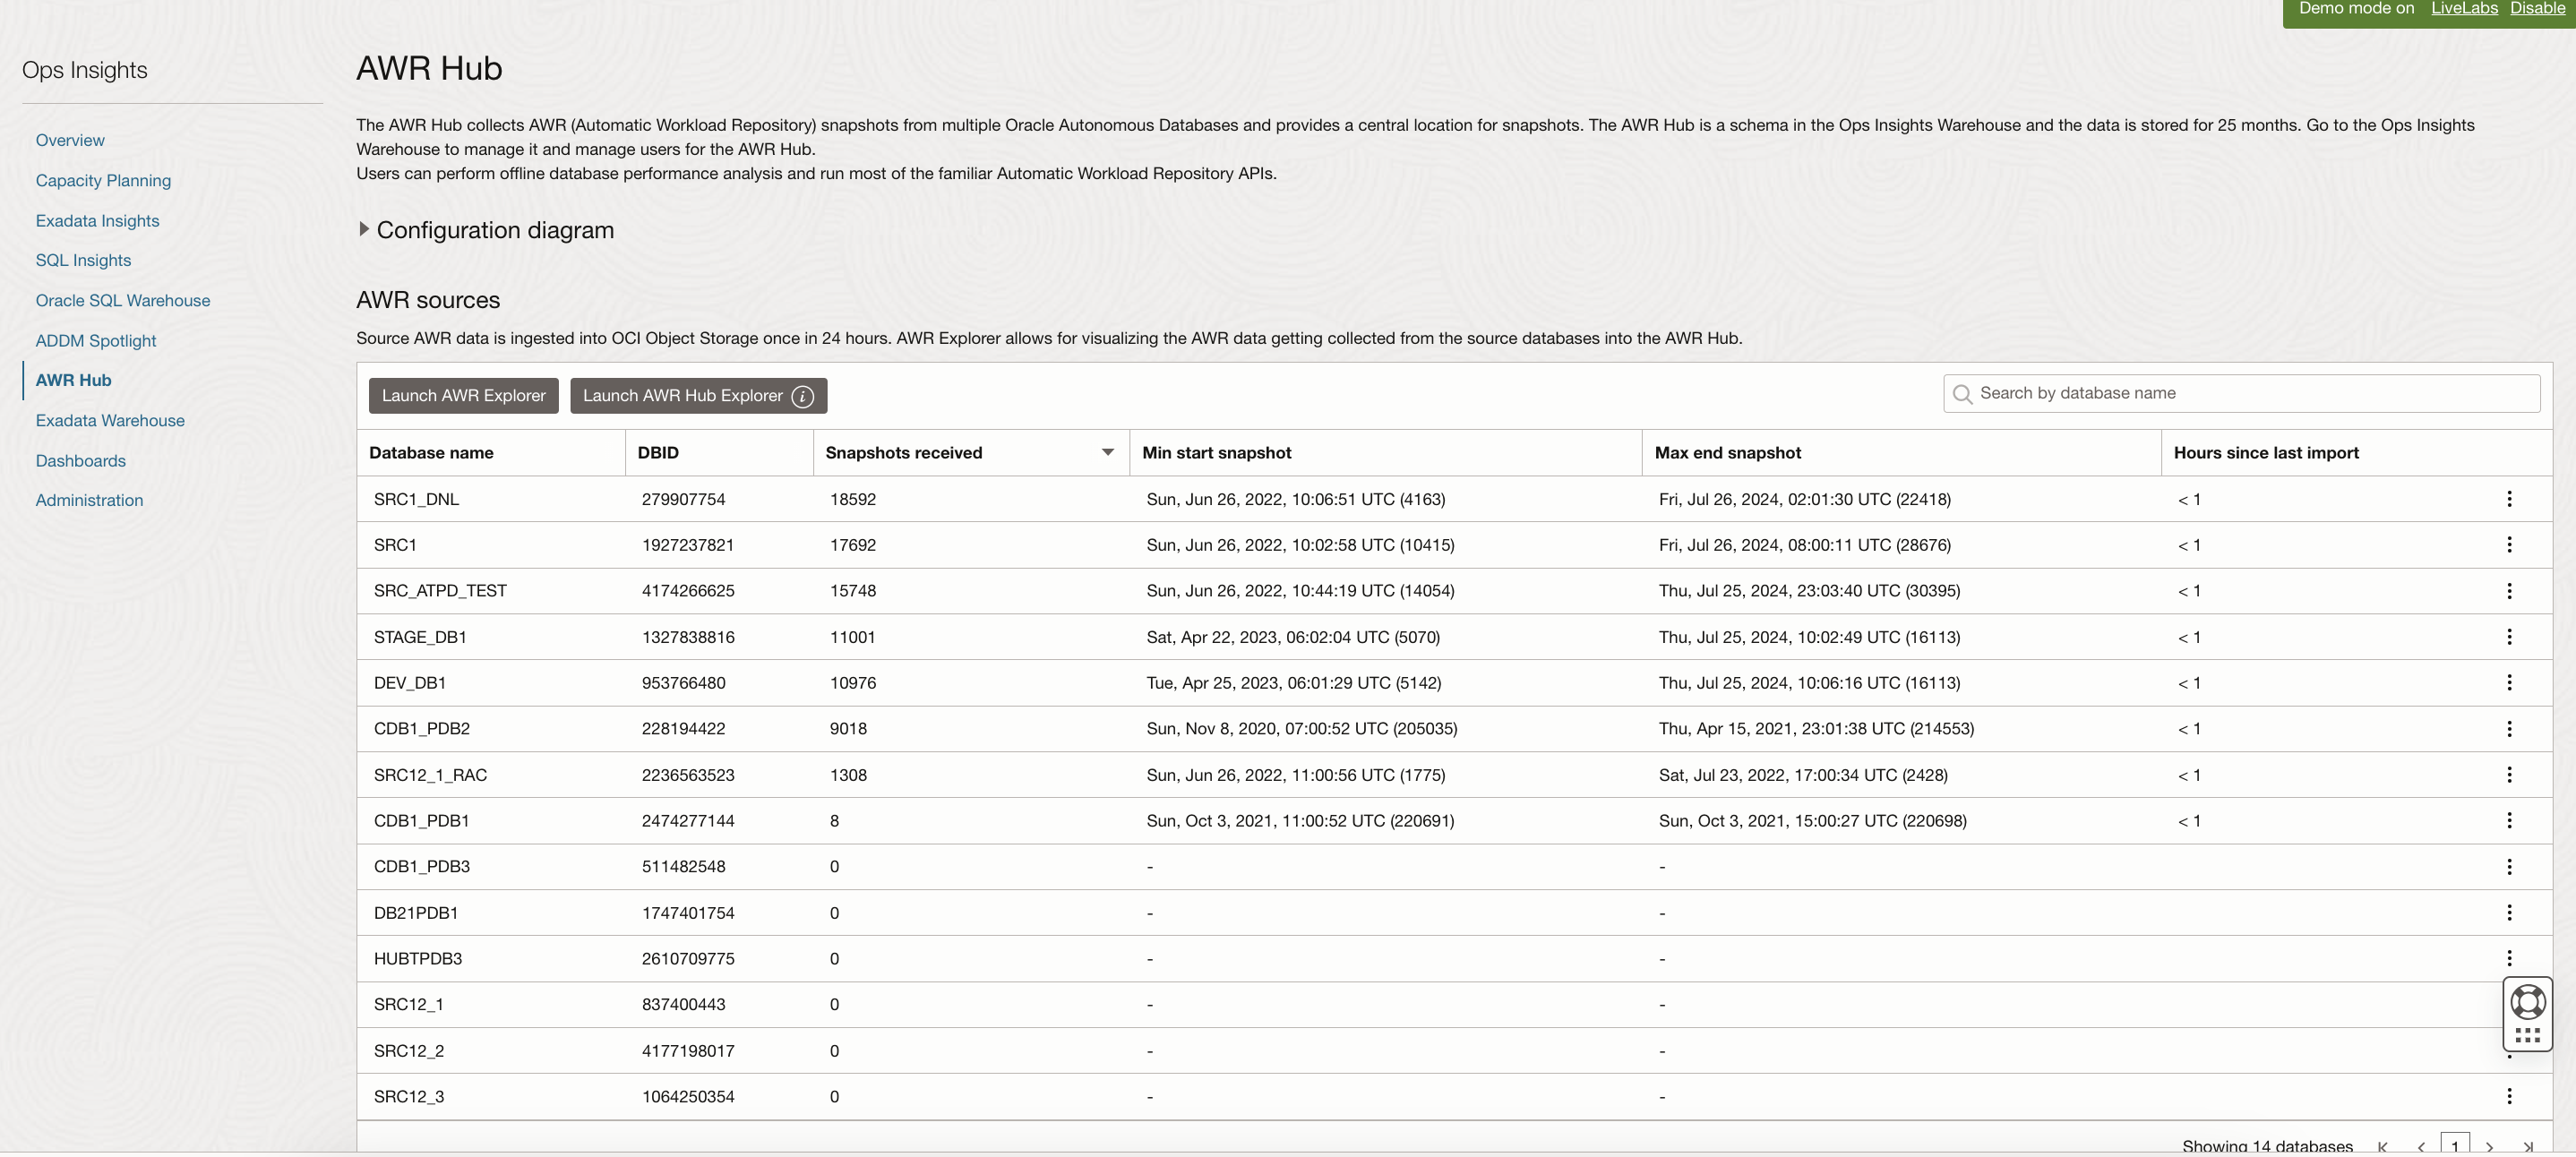 Demo mode on LiveLabs Disable
Ops Insights
Overview
Capacity Planning
Exadata Insights
SQL Insights
Oracle SQL Warehouse
ADDM Spotlight
AWR Hub
Exadata Warehouse
Dashboards
Administration
AWR Hub
The AWR Hub collects AWR (Automatic Workload Repository) snapshots from multiple Oracle Autonomous Databases and provides a central location for snapshots. The AWR Hub is a schema in the Ops Insights Warehouse and the data is stored for 25 months. Go to the Ops Insights
Warehouse to manage it and manage users for the AWR Hub.
Users can perform offline database performance analysis and run most of the familiar Automatic Workload Repository APIs.
Configuration diagram
AWR sources
Source AWR data is ingested into OCI Object Storage once in 24 hours. AWR Explorer allows for visualizing the AWR data getting collected from the source databases into the AWR Hub.
Launch AWR Explorer Launch AWR Hub Explorer i Search by database name
Database name DBID Snapshots received Min start snapshot Max end snapshot Hours since last import
SRC1_DNL 279907754 18592 Sun, Jun 26, 2022, 10:06:51 UTC (4163) Fri, Jul 26, 2024, 02:01:30 UTC (22418) < 1
SRC1 1927237821 17692 Sun, Jun 26, 2022, 10:02:58 UTC (10415) Fri, Jul 26, 2024, 08:00:11 UTC (28676) < 1
SRC_ATPD_TEST 4174266625 15748 Sun, Jun 26, 2022, 10:44:19 UTC (14054) Thu, Jul 25, 2024, 23:03:40 UTC (30395) < 1
STAGE_DB1 1327838816 11001 Sat, Apr 22, 2023, 06:02:04 UTC (5070) Thu, Jul 25, 2024, 10:02:49 UTC (16113) < 1
DEV_DB1 953766480 10976 Tue, Apr 25, 2023, 06:01:29 UTC (5142) Thu, Jul 25, 2024, 10:06:16 UTC (16113) < 1
CDB1_PDB2 228194422 9018 Sun, Nov 8, 2020, 07:00:52 UTC (205035) Thu, Apr 15, 2021, 23:01:38 UTC (214553) < 1
SRC12_1_RAC 2236563523 1308 Sun, Jun 26, 2022, 11:00:56 UTC (1775) Sat, Jul 23, 2022, 17:00:34 UTC (2428) < 1
CDB1_PDB1 2474277144 8 Sun, Oct 3, 2021, 11:00:52 UTC (220691) Sun, Oct 3, 2021, 15:00:27 UTC (220698) < 1
CDB1_PDB3 511482548 0 - -
DB21PDB1 1747401754 0 - -
HUBTPDB3 2610709775 0 - -
SRC12_1 837400443 0 - -
SRC12_2 4177198017 0 - -
SRC12_3 1064250354 0 - -
Showing 14 databases 1